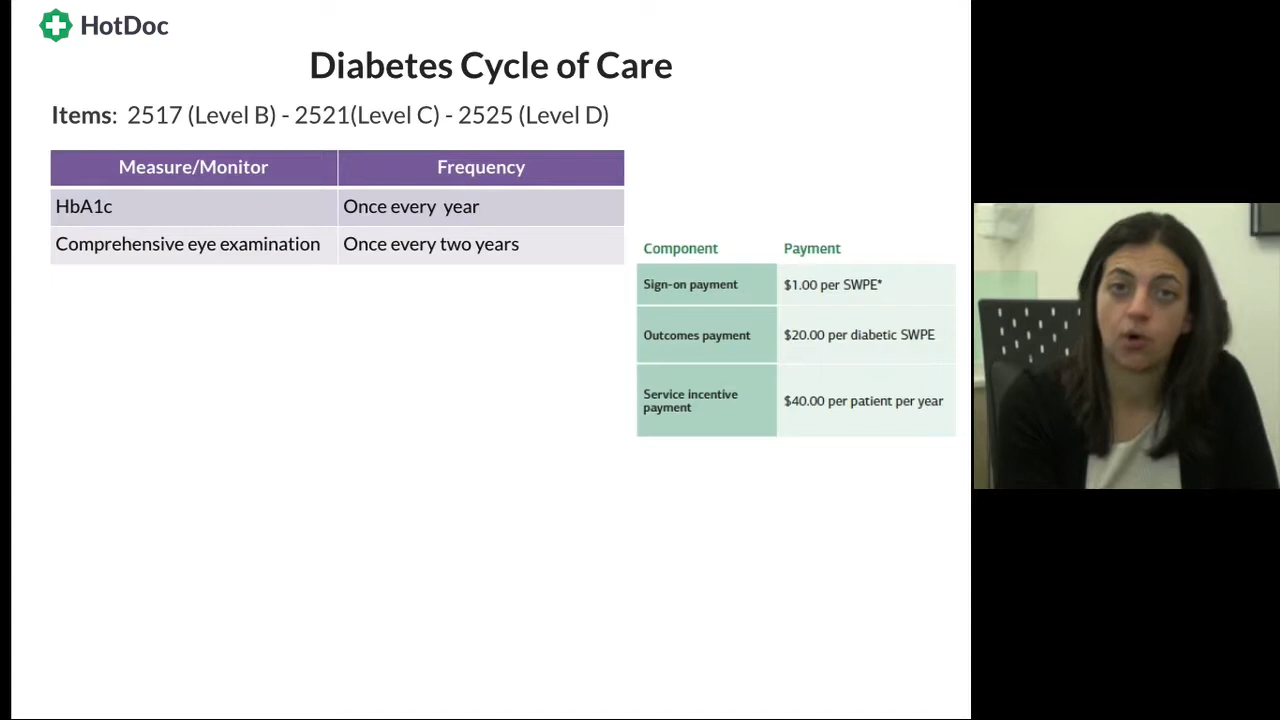 HotDoc
Diabetes Cycle of Care
Items: 2517 (Level B) - 2521(Level C) - 2525 (Level D)
Measure/Monitor Frequency
HbA1c Once every year
Comprehensive eye examination Once every two years
Component Payment
Sign-on payment $1.00 per SWPE*
Outcomes payment $20.00 per diabetic SWPE
Service incentive
payment $40.00 per patient per year